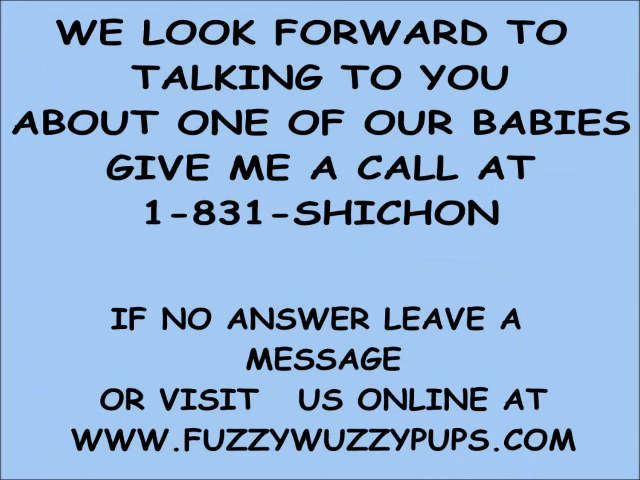 WE LOOK FORWARD TO
TALKING TO YOU
ABOUT ONE OF OUR BABIES
GIVE ME A CALL AT
1-831-SHICHON
IF NO ANSWER LEAVE A
MESSAGE
OR VISIT US ONLINE AT
WWW.FUZZYWUZZYPUPS.COM